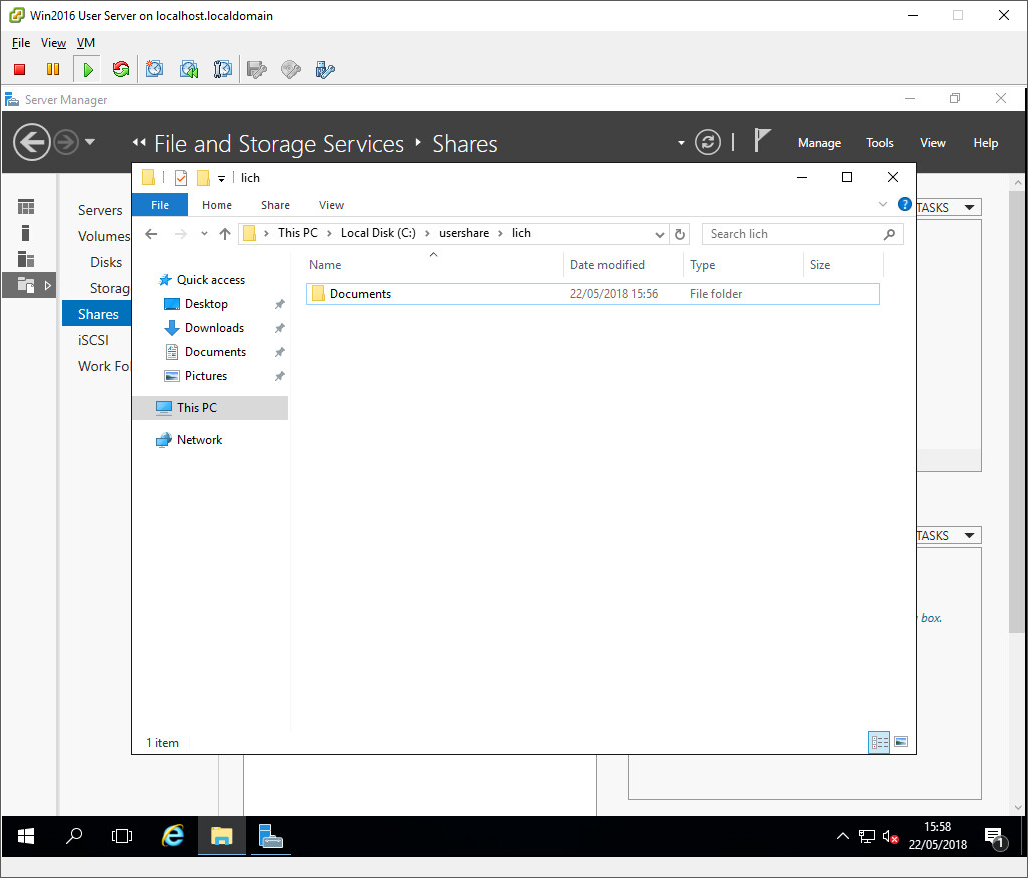 Win2016 User Server on localhost.localdomain
File View VM
Server Manager
File and Storage Services Shares
Manage Tools View Help
Servers
Volumes
Disks
Storag
Shares
iSCSI
Work Fo
TASKS
TASKS
box.
lich
File Home Share View
This PC Local Disk (C:) usershare lich
Search lich
Name Date modified Type Size
Documents 22/05/2018 15:56 File folder
Quick access
Desktop
Downloads
Documents
Pictures
This PC
Network
1 item
15:58
22/05/2018
1